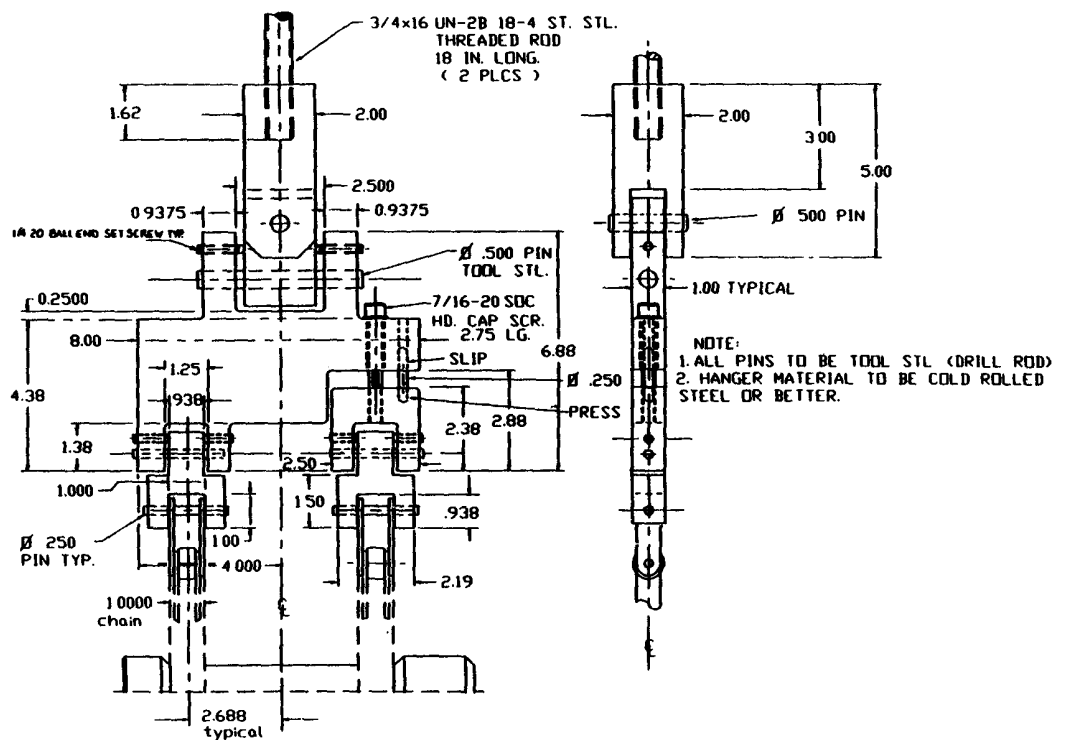 3/4x16 UN-2B 18-4 ST. STL.
THREADED ROD
18 IN. LONG.
( 2 PLCS )
1.62
2.00
2.00
3.00
5.00
2.500
0.9375
0.9375
20 BALL END SET SCREW TYP.
Ø .500 PIN
TOOL STL.
Ø 500 PIN
1.00 TYPICAL
0.2500
7/16-20 SOC
HD. CAP SCR.
2.75 LG.
8.00
6.88
SLIP
1.25
Ø .250
.938
PRESS
4.38
2.88
2.38
1.38
2.50
NOTE:
1. ALL PINS TO BE TOOL STL (DRILL ROD)
2. HANGER MATERIAL TO BE COLD ROLLED
STEEL OR BETTER.
1.000
1.50
.938
1.00
Ø 250
PIN TYP.
4.000
2.19
1.0000
chain
℄
℄
2.688
typical